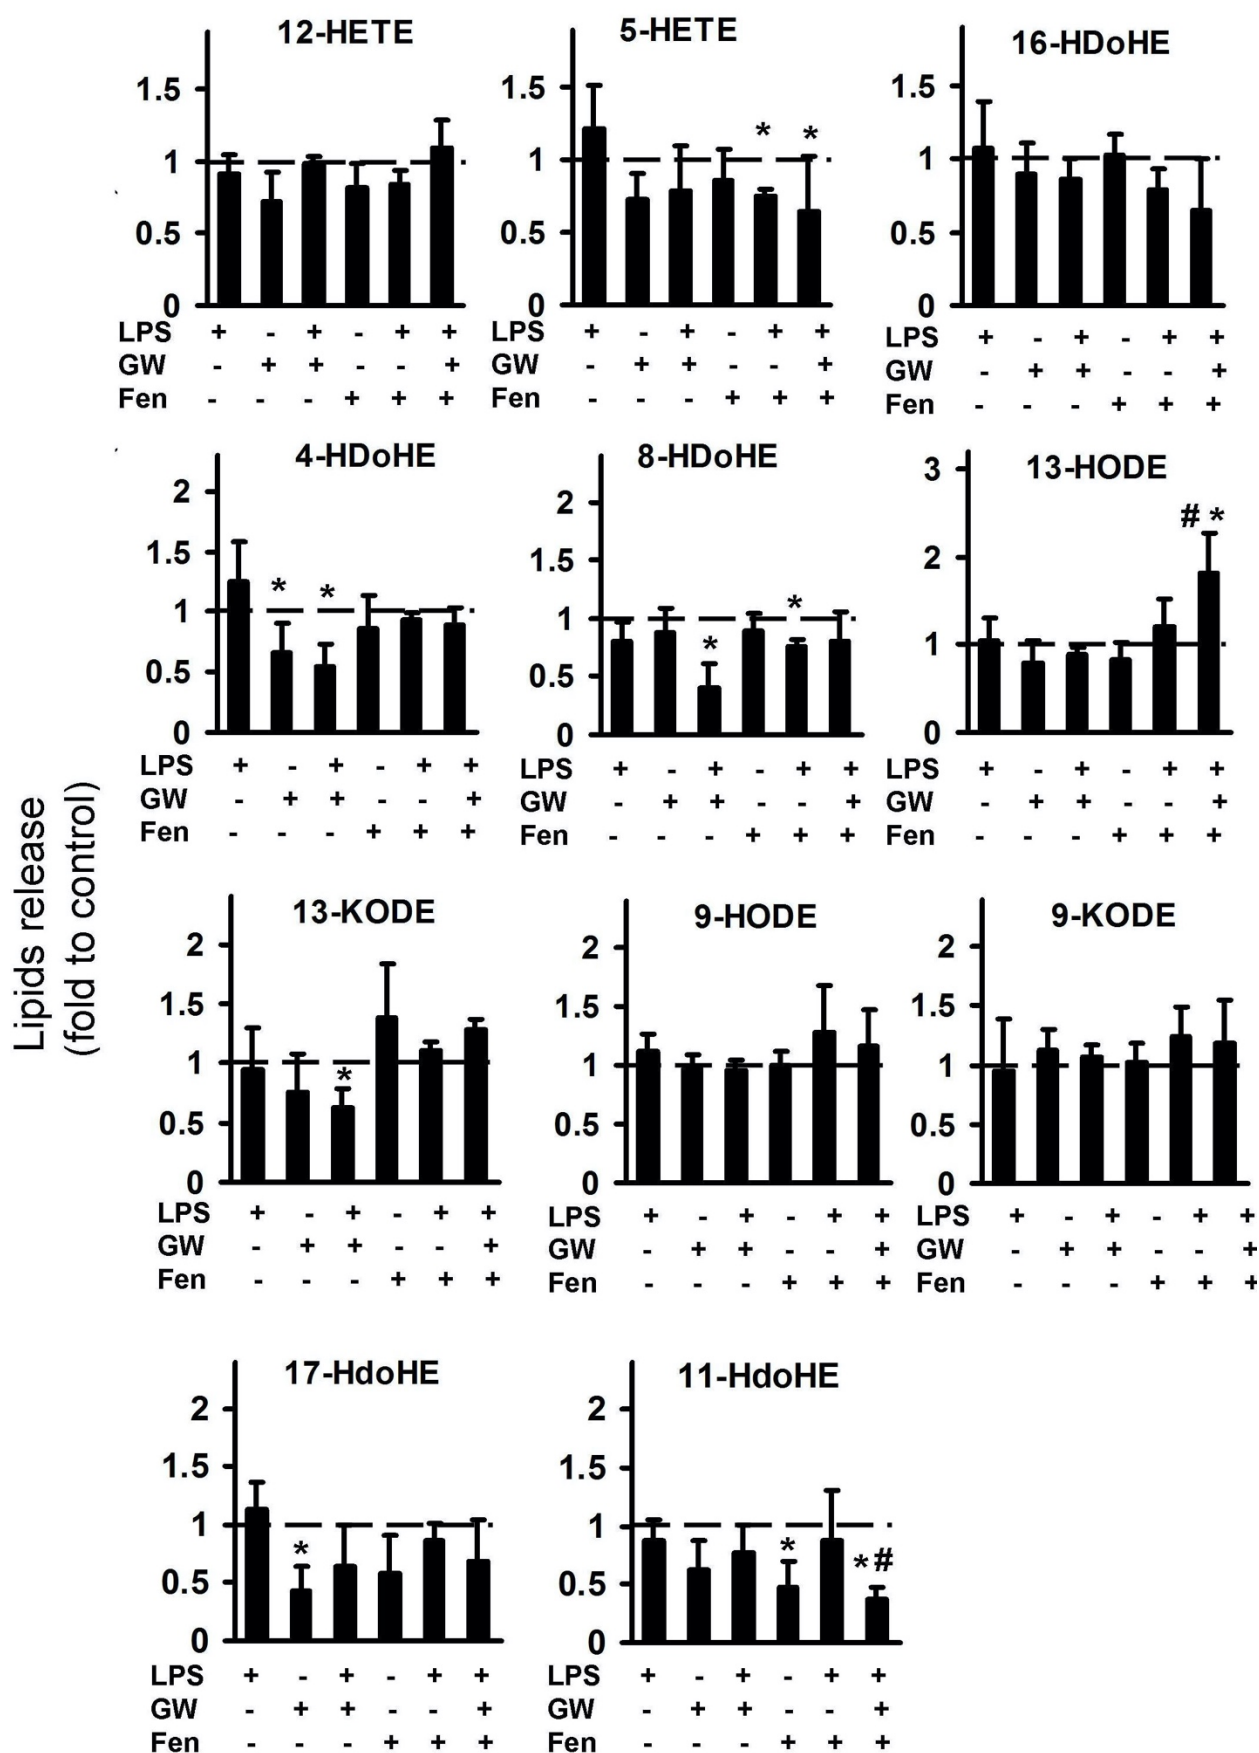 12-HETE
1.5
1
0.5
0
LPS + - + - + +
GW - + + - - +
Fen - - - + + +
5-HETE
1.5
1
0.5
0
* *
LPS + - + - + +
GW - + + - - +
Fen - - - + + +
16-HDoHE
1.5
1
0.5
0
LPS + - + - + +
GW - + + - - +
Fen - - - + + +
4-HDoHE
2
1.5
1
0.5
0
* *
LPS + - + - + +
GW - + + - - +
Fen - - - + + +
8-HDoHE
2
1.5
1
0.5
0
* *
LPS + - + - + +
GW - + + - - +
Fen - - - + + +
13-HODE
3
2
1
0
# *
LPS + - + - + +
GW - + + - - +
Fen - - - + + +
Lipids release
(fold to control)
13-KODE
2
1.5
1
0.5
0
*
LPS + - + - + +
GW - + + - - +
Fen - - - + + +
9-HODE
2
1.5
1
0.5
0
LPS + - + - + +
GW - + + - - +
Fen - - - + + +
9-KODE
2
1.5
1
0.5
0
LPS + - + - + +
GW - + + - - +
Fen - - - + + +
17-HdoHE
2
1.5
1
0.5
0
*
LPS + - + - + +
GW - + + - - +
Fen - - - + + +
11-HdoHE
2
1.5
1
0.5
0
* *#
LPS + - + - + +
GW - + + - - +
Fen - - - + + +